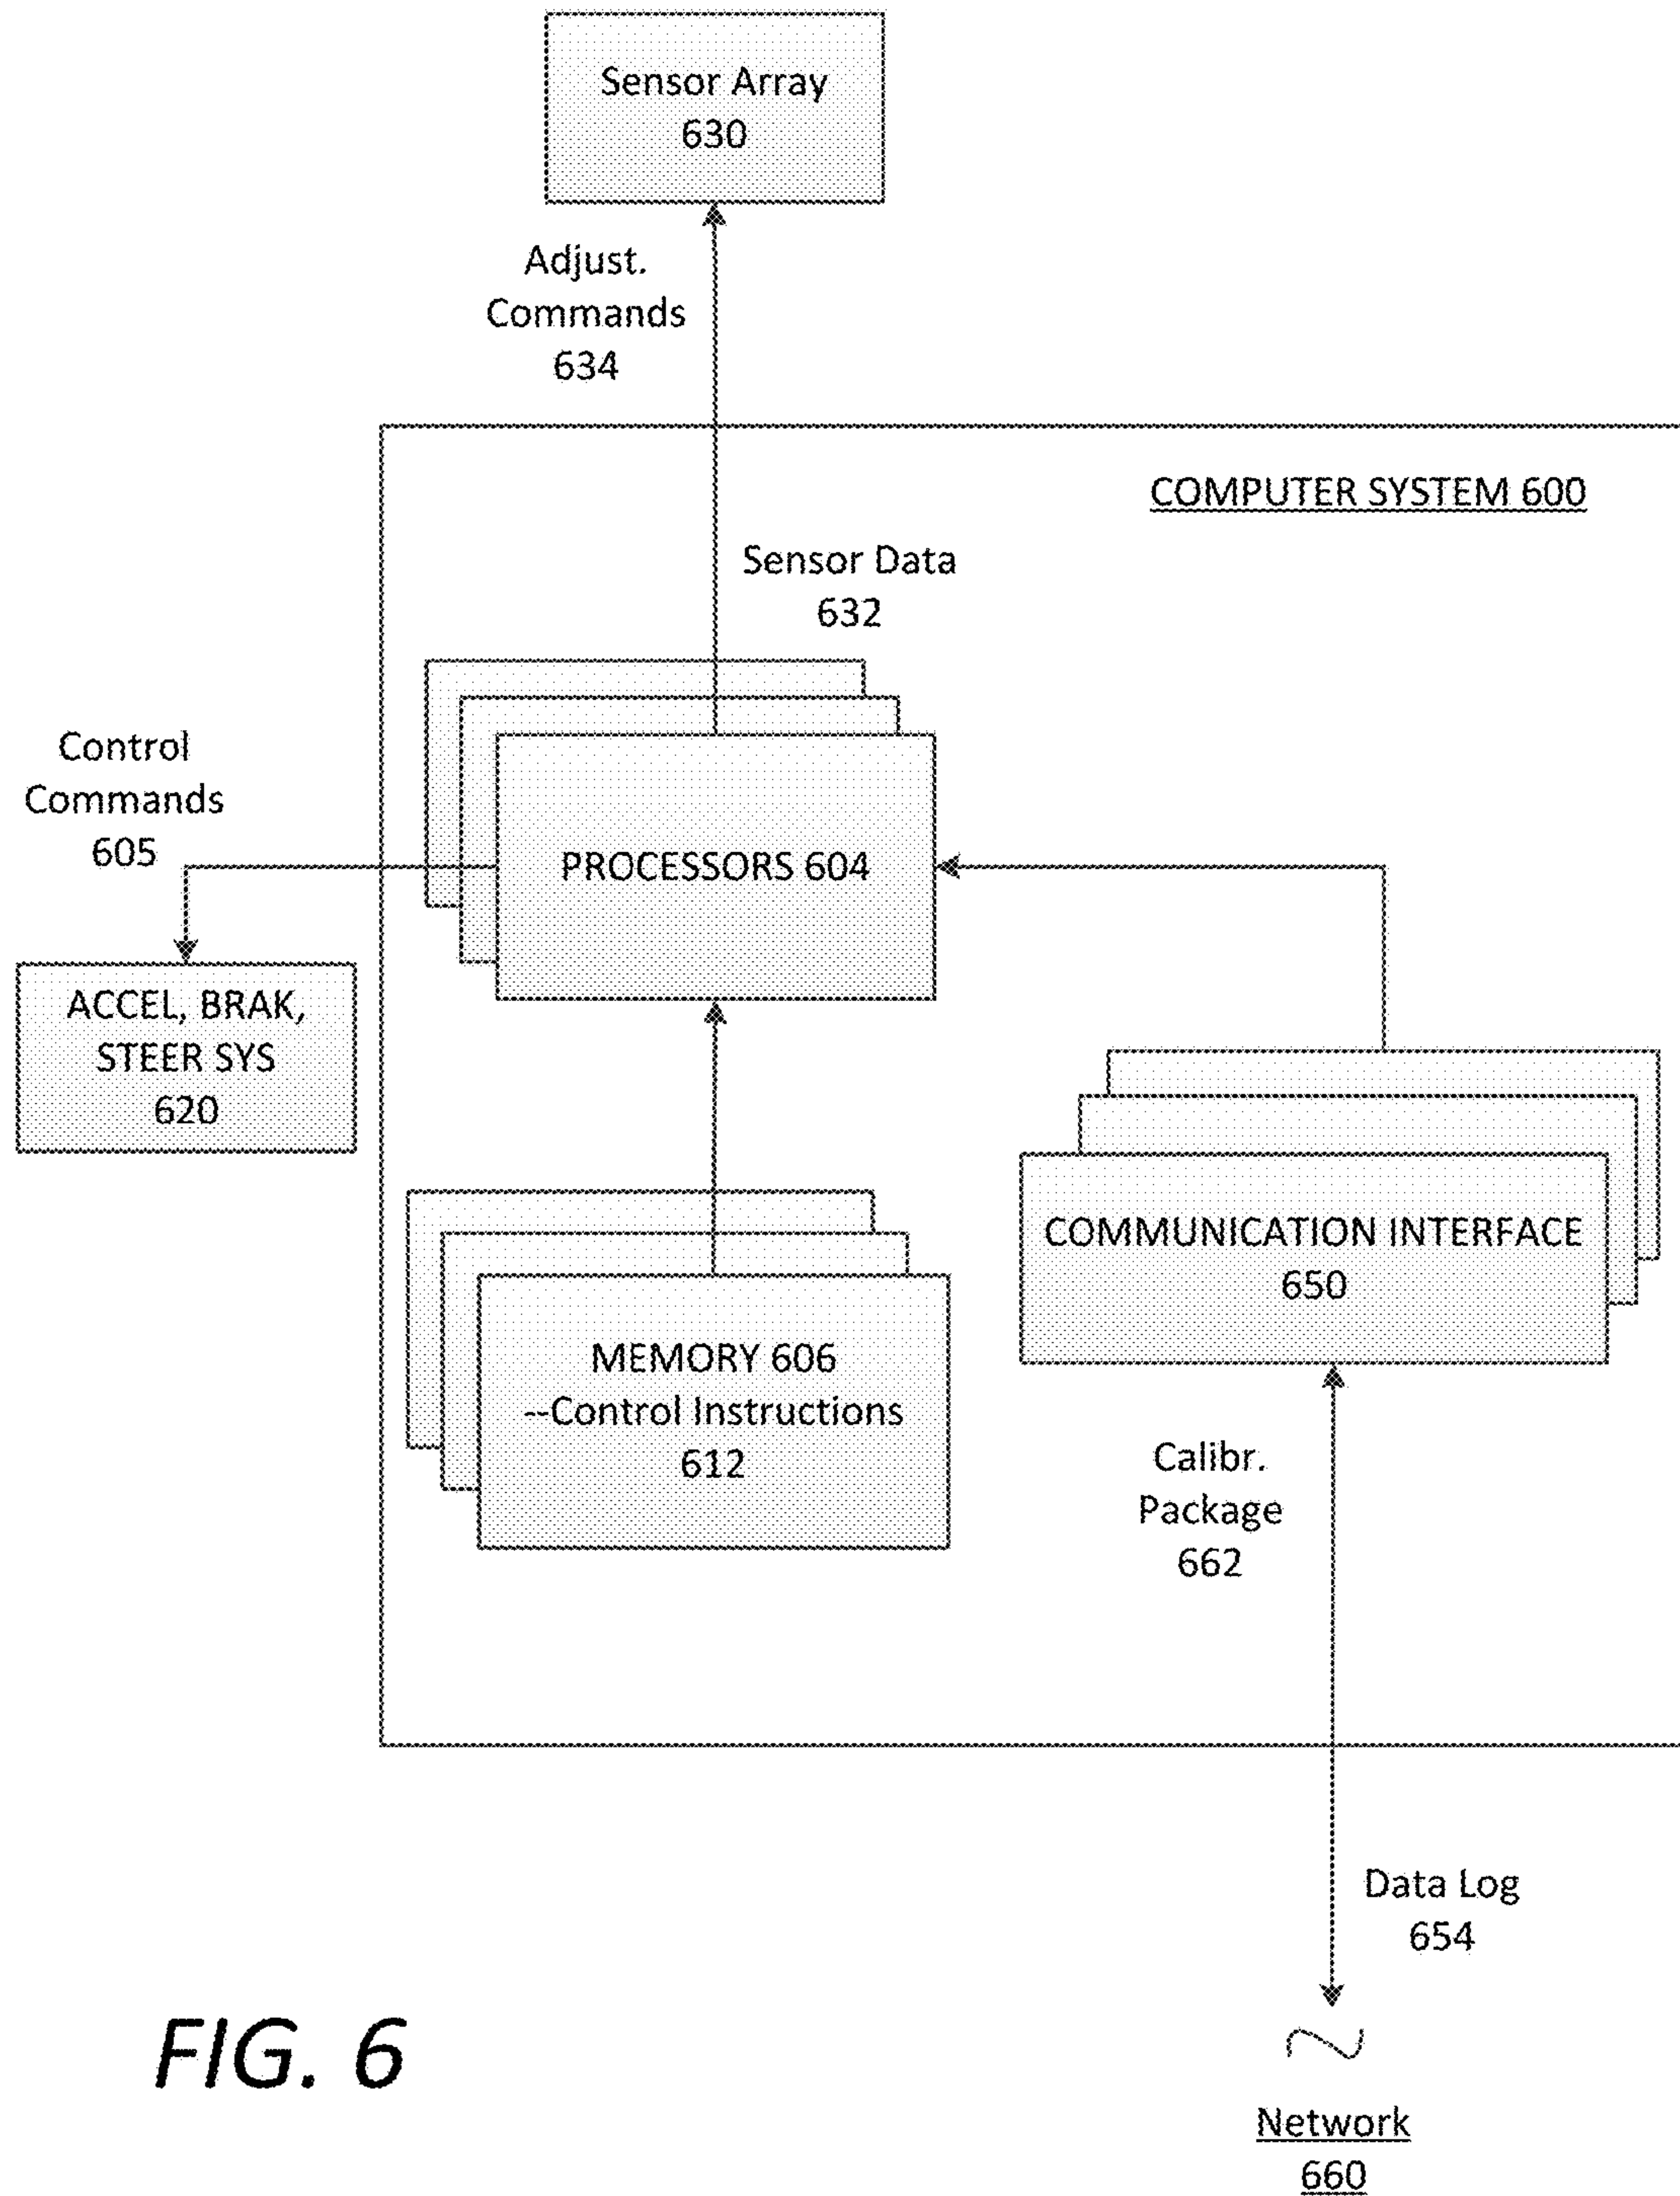 Sensor Array
630
Adjust.
Commands
634
COMPUTER SYSTEM 600
Sensor Data
632
Control
Commands
605
PROCESSORS 604
ACCEL, BRAK,
STEER SYS
620
COMMUNICATION INTERFACE
650
MEMORY 606
--Control Instructions
612
Calibr.
Package
662
Data Log
654
FIG. 6
Network
660